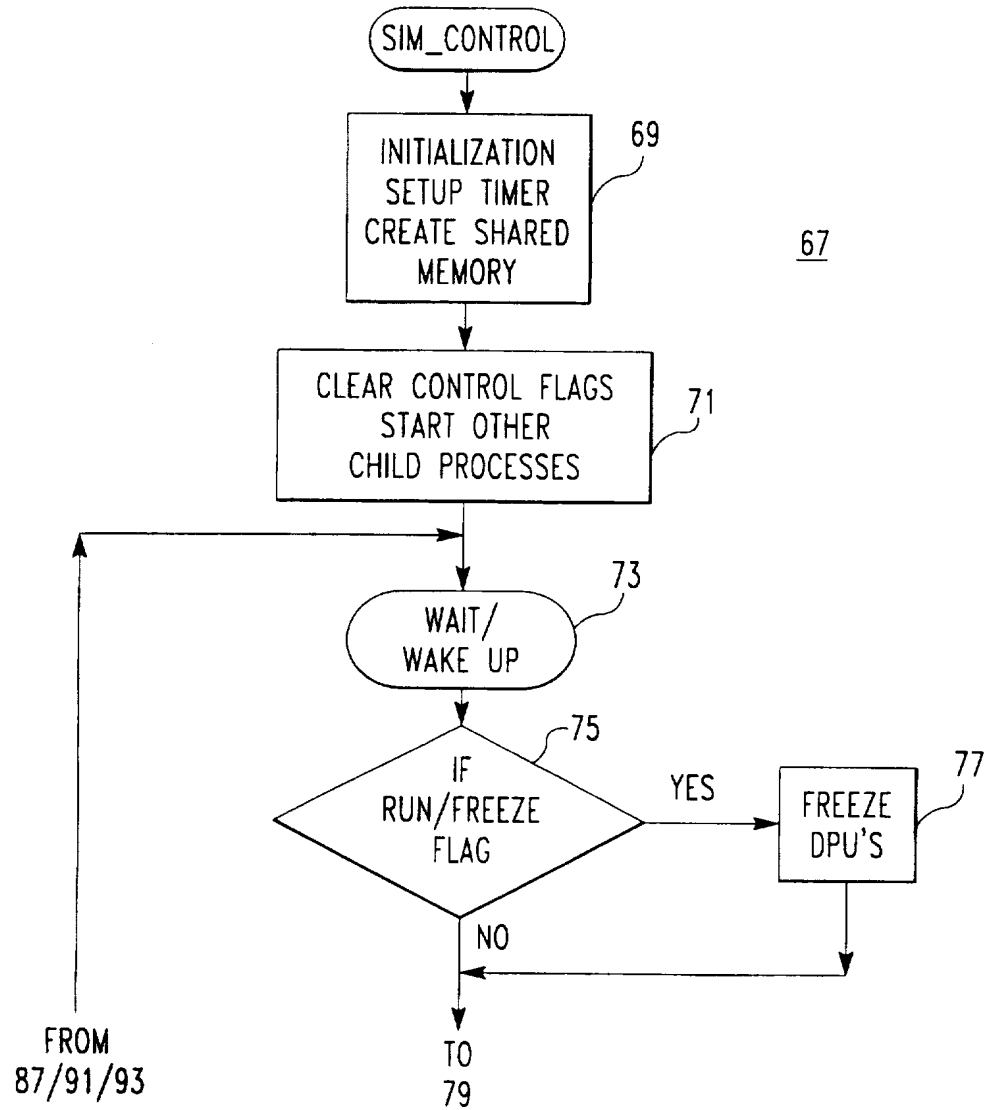 SIM_CONTROL
INITIALIZATION
SETUP TIMER
CREATE SHARED
MEMORY
69
67
CLEAR CONTROL FLAGS
START OTHER
CHILD PROCESSES
71
WAIT/
WAKE UP
73
IF
RUN/FREEZE
FLAG
75
YES
FREEZE
DPU'S
77
NO
FROM
87/91/93
TO
79